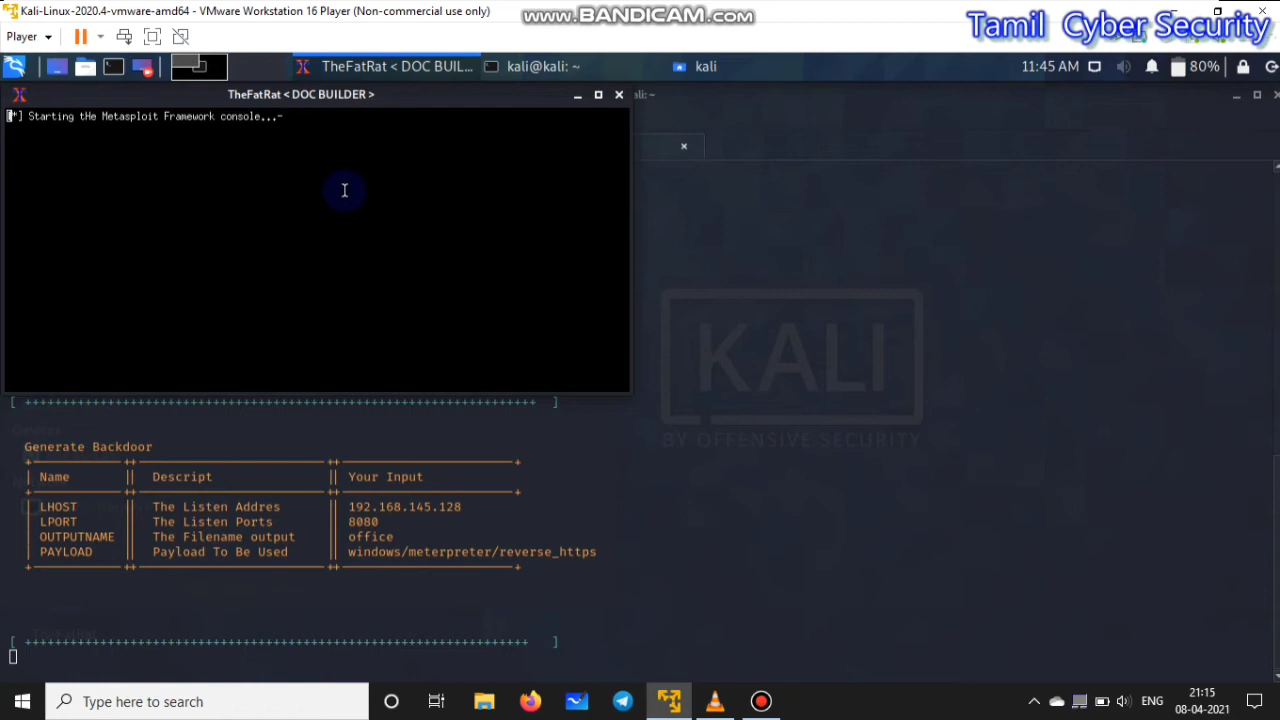 Kali-Linux-2020.4-vmware-amd64 - VMware Workstation 16 Player (Non-commercial use only)
www.BANDICAM.com
Tamil Cyber Security
Player
TheFatRat < DOC BUIL...
kali@kali: ~
kali
11:45 AM
80%
TheFatRat < DOC BUILDER >
kali: ~
[*] Starting tHe Metasploit Framework console...-
KALI
BY OFFENSIVE SECURITY
[ ++++++++++++++++++++++++++++++++++++++++++++++++++++++++++++++++++++ ]
Generate Backdoor
+------------++-------------------------++-----------------------+
| Name || Descript || Your Input
+------------++-------------------------++-----------------------+
| LHOST || The Listen Addres || 192.168.145.128
| LPORT || The Listen Ports || 8080
| OUTPUTNAME || The Filename output || office
| PAYLOAD || Payload To Be Used || windows/meterpreter/reverse_https
+------------++-------------------------++-----------------------+
[ +++++++++++++++++++++++++++++++++++++++++++++++++++++++++++++++++++ ]
Type here to search
ENG
21:15
08-04-2021